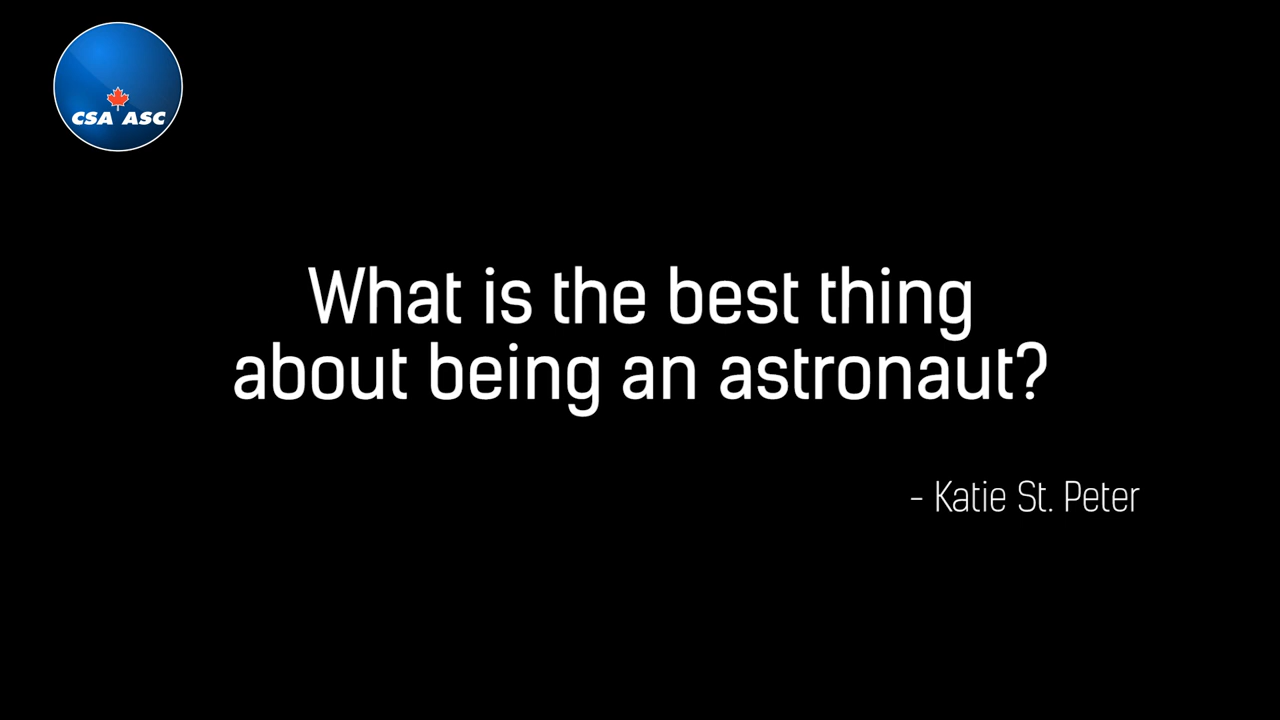 CSA ASC
What is the best thing
about being an astronaut?
- Katie St. Peter